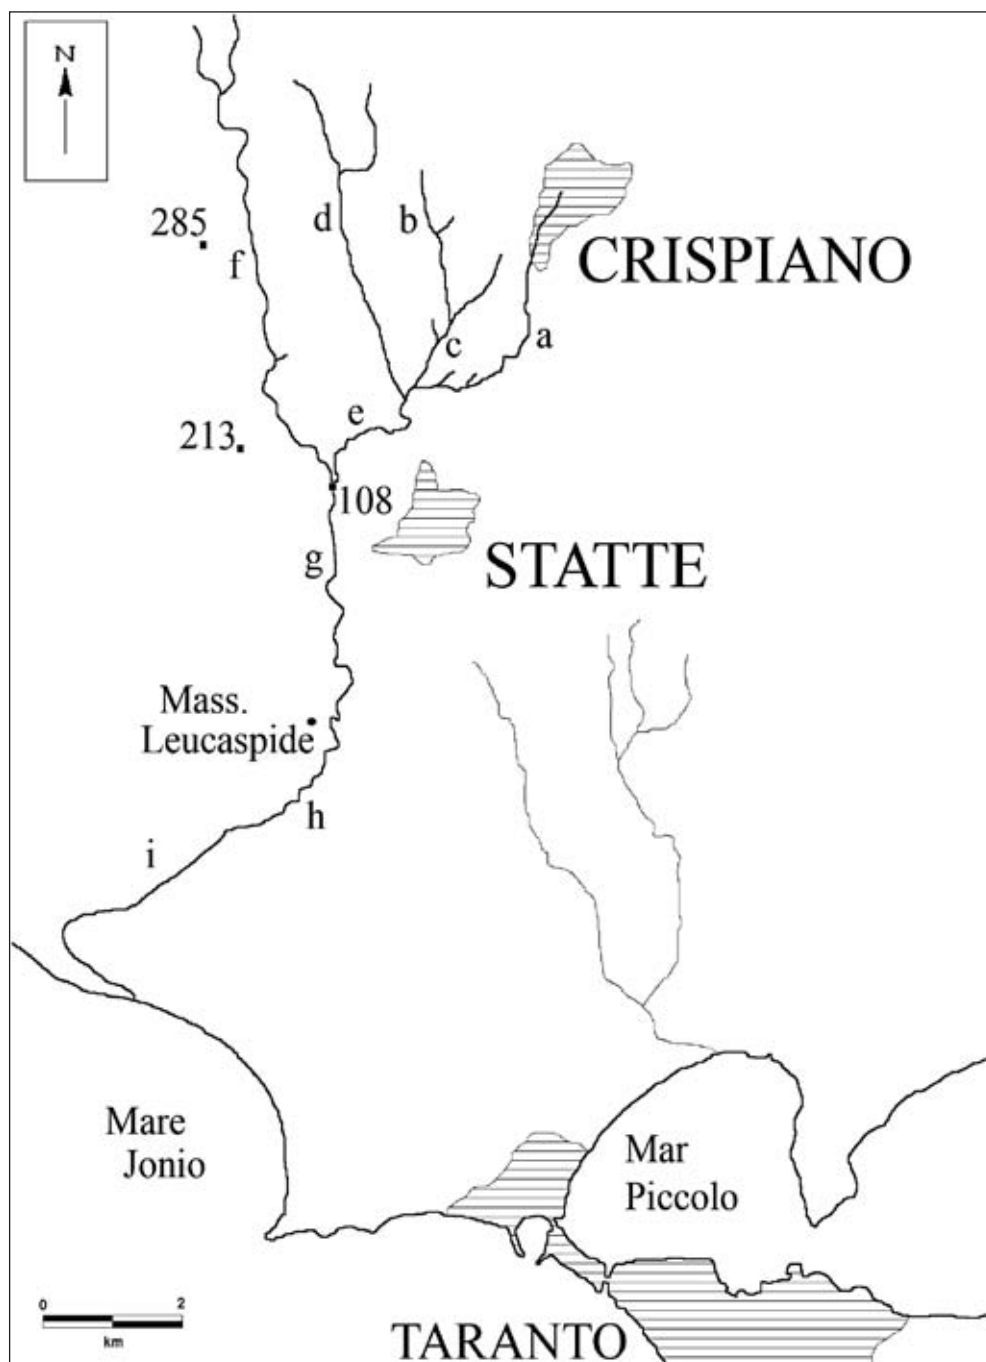 N
285
f
d
b
CRISPIANO
c
a
e
213
108
g
STATTE
Mass.
Leucaspide
h
i
Mare
Jonio
Mar
Piccolo
0 2
km
TARANTO